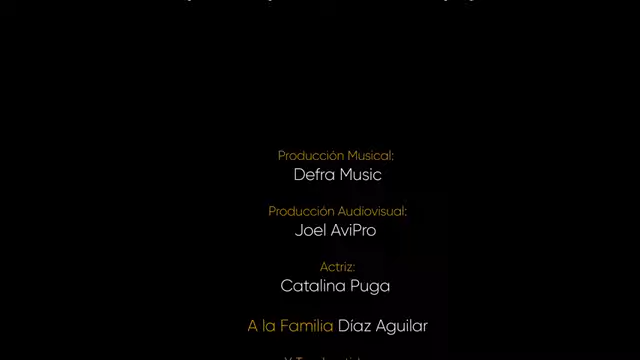 Producción Musical:
Defra Music
Producción Audiovisual:
Joel AviPro
Actriz:
Catalina Puga
A la Familia Díaz Aguilar